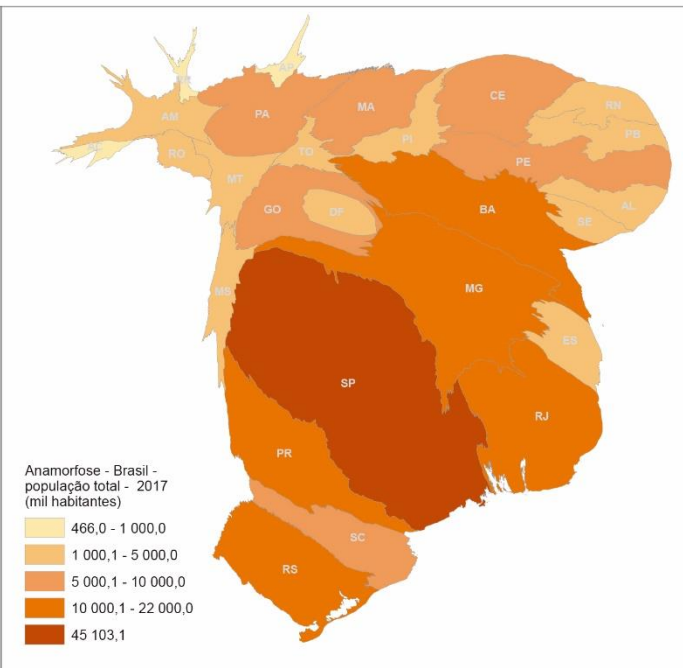 AP
RR
AM
PA
MA
CE
RN
PB
AC
RO
TO
PI
PE
MT
GO
DF
BA
SE
AL
MS
MG
ES
SP
RJ
PR
SC
RS
Anamorfose - Brasil -
população total - 2017
(mil habitantes)
466,0 - 1 000,0
1 000,1 - 5 000,0
5 000,1 - 10 000,0
10 000,1 - 22 000,0
45 103,1